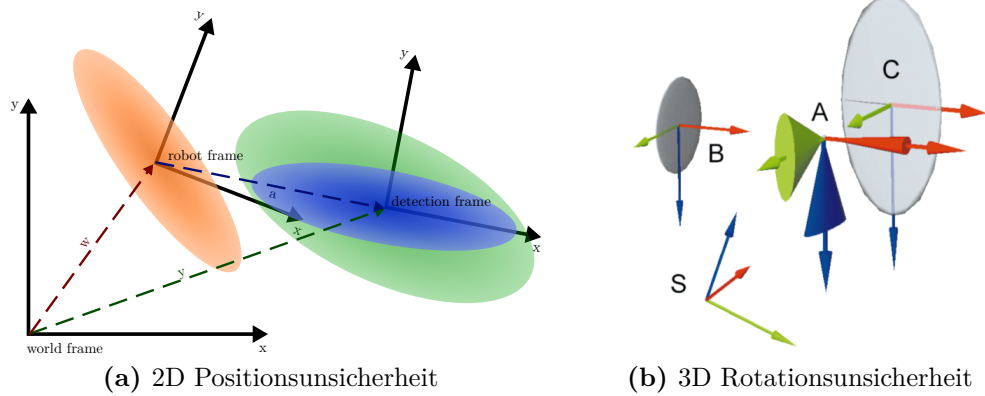 y
y
y
robot frame
a
detection frame
w
x
y
x
world frame
x
(a) 2D Positionsunsicherheit
C
A
B
S
(b) 3D Rotationsunsicherheit